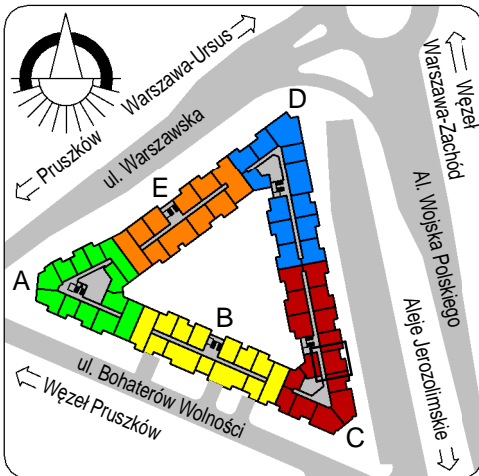 Warszawa-Ursus
Pruszków
ul. Warszawska
Węzeł
Warszawa-Zachód
Al. Wojska Polskiego
Aleje Jerozolimskie
D
E
A
B
C
ul. Bohaterów Wolności
Węzeł Pruszków